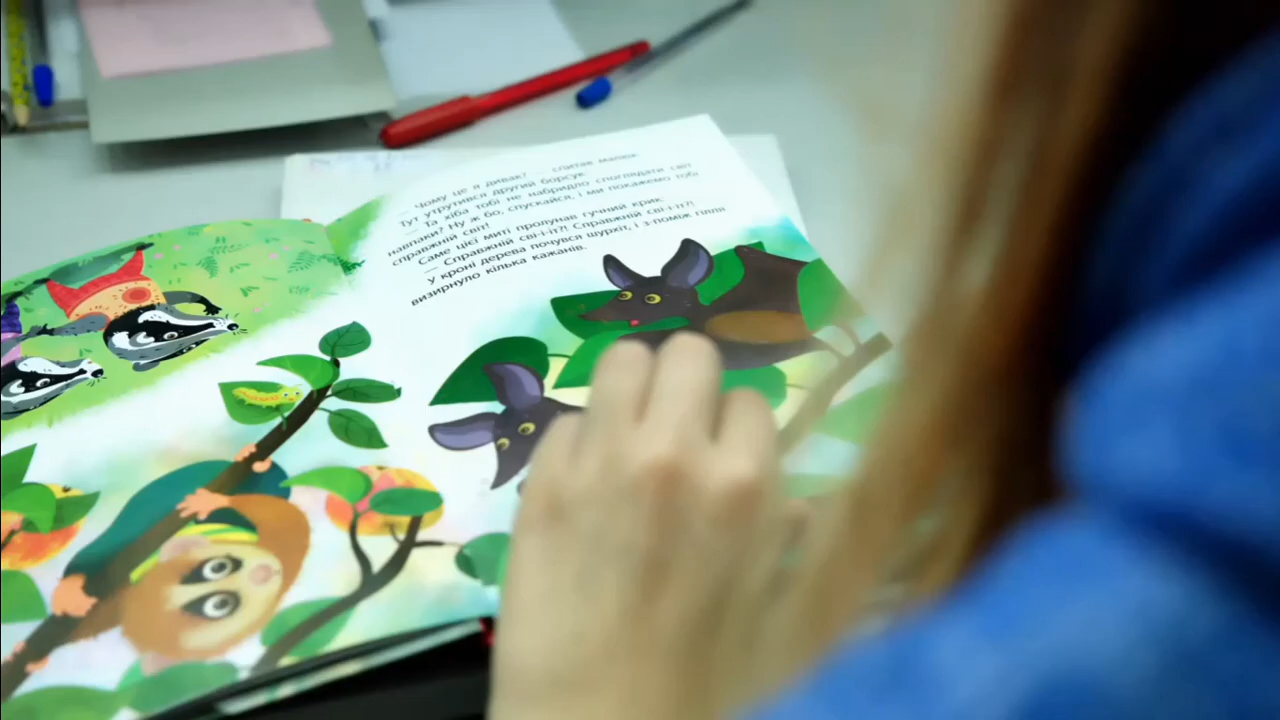 — Чому це я дивак? — спитав малюк.
Тут утрутився другий борсук.
— Та хіба тобі не набридло споглядати світ
навпаки? Ну ж бо, спускайся, і ми покажемо тобі
справжній світ!
Саме цієї миті пролунав гучний крик:
— Справжній сві-і-іт?! Справжній сві-і-іт?!
У кроні дерева почувся шурхіт, і з-поміж гілля
визирнуло кілька кажанів.